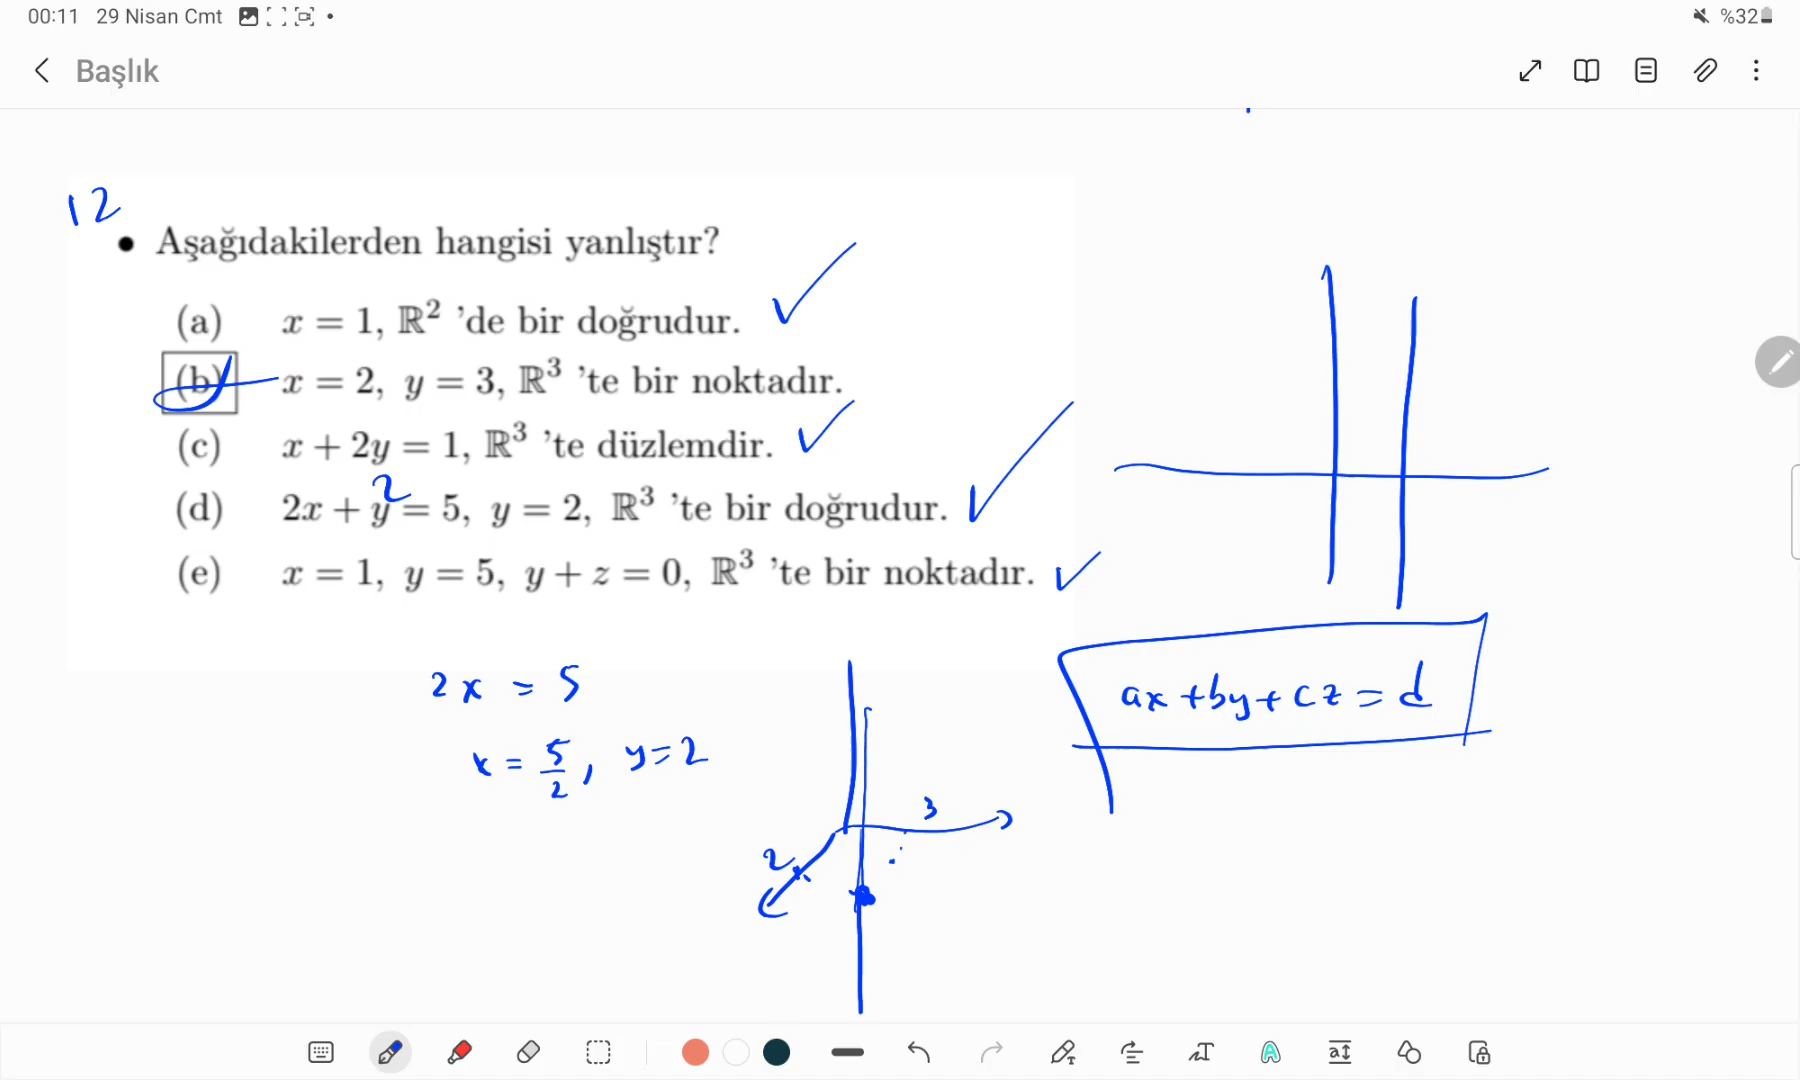 00:11 29 Nisan Cmt %32
Başlık
12
• Aşağıdakilerden hangisi yanlıştır?
(a) x = 1, ℝ² 'de bir doğrudur.
(b) x = 2, y = 3, ℝ³ 'te bir noktadır.
(c) x + 2y = 1, ℝ³ 'te düzlemdir.
2
(d) 2x + y = 5, y = 2, ℝ³ 'te bir doğrudur.
(e) x = 1, y = 5, y + z = 0, ℝ³ 'te bir noktadır.
2x = 5
x = 5/2, y = 2
ax + by + cz = d
3
2